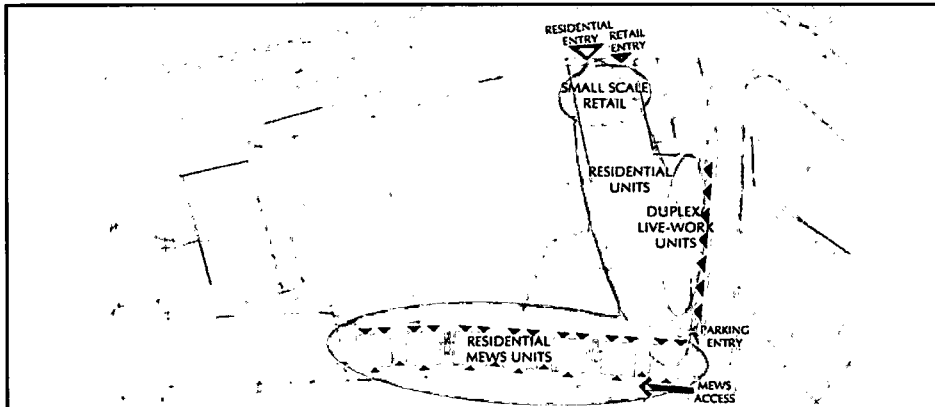 RESIDENTIAL
ENTRY
RETAIL
ENTRY
SMALL SCALE
RETAIL
RESIDENTIAL
UNITS
DUPLEX
LIVE-WORK
UNITS
PARKING
ENTRY
RESIDENTIAL
MEWS UNITS
MEWS
ACCESS